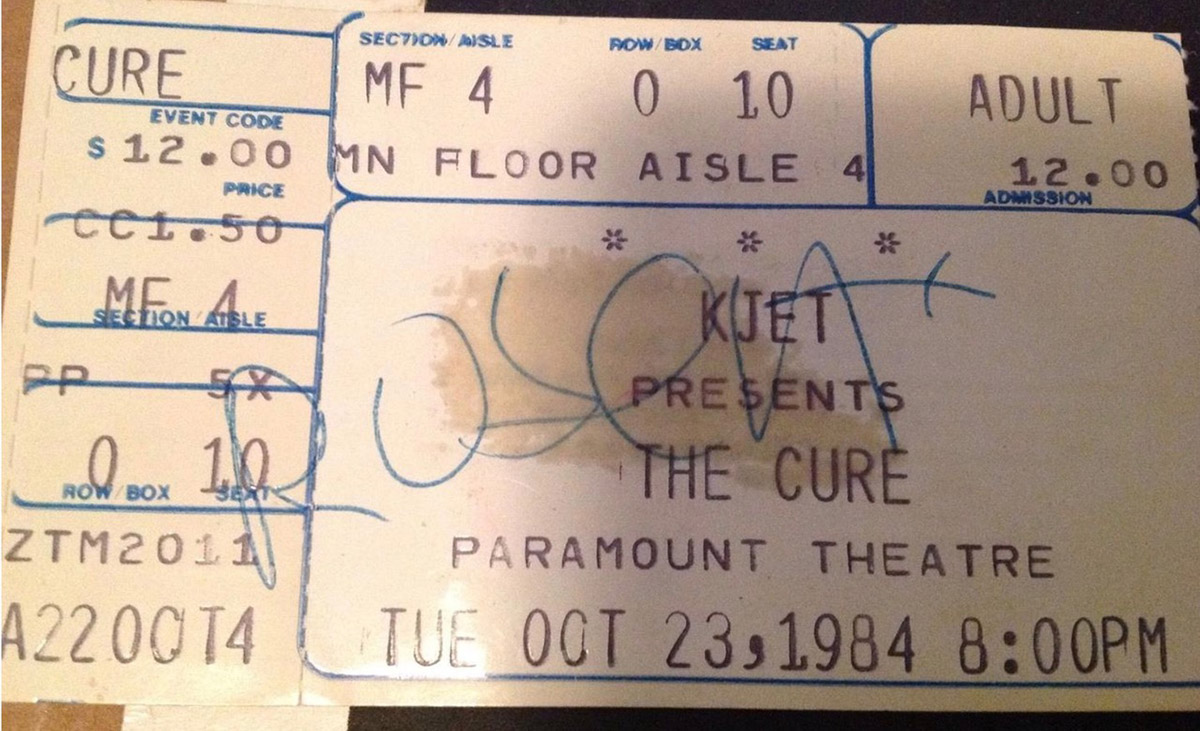 CURE
EVENT CODE
$ 12.00
PRICE
CC1.50
MF 4
SECTION/AISLE
PP 5X
0 10
ROW/BOX SEAT
ZTM2011
A22OCT4
SECTION/AISLE ROW/BOX SEAT
MF 4 0 10
MN FLOOR AISLE 4
ADULT
12.00
ADMISSION
* * *
KJET
PRESENTS
THE CURE
PARAMOUNT THEATRE
TUE OCT 23,1984 8:00PM